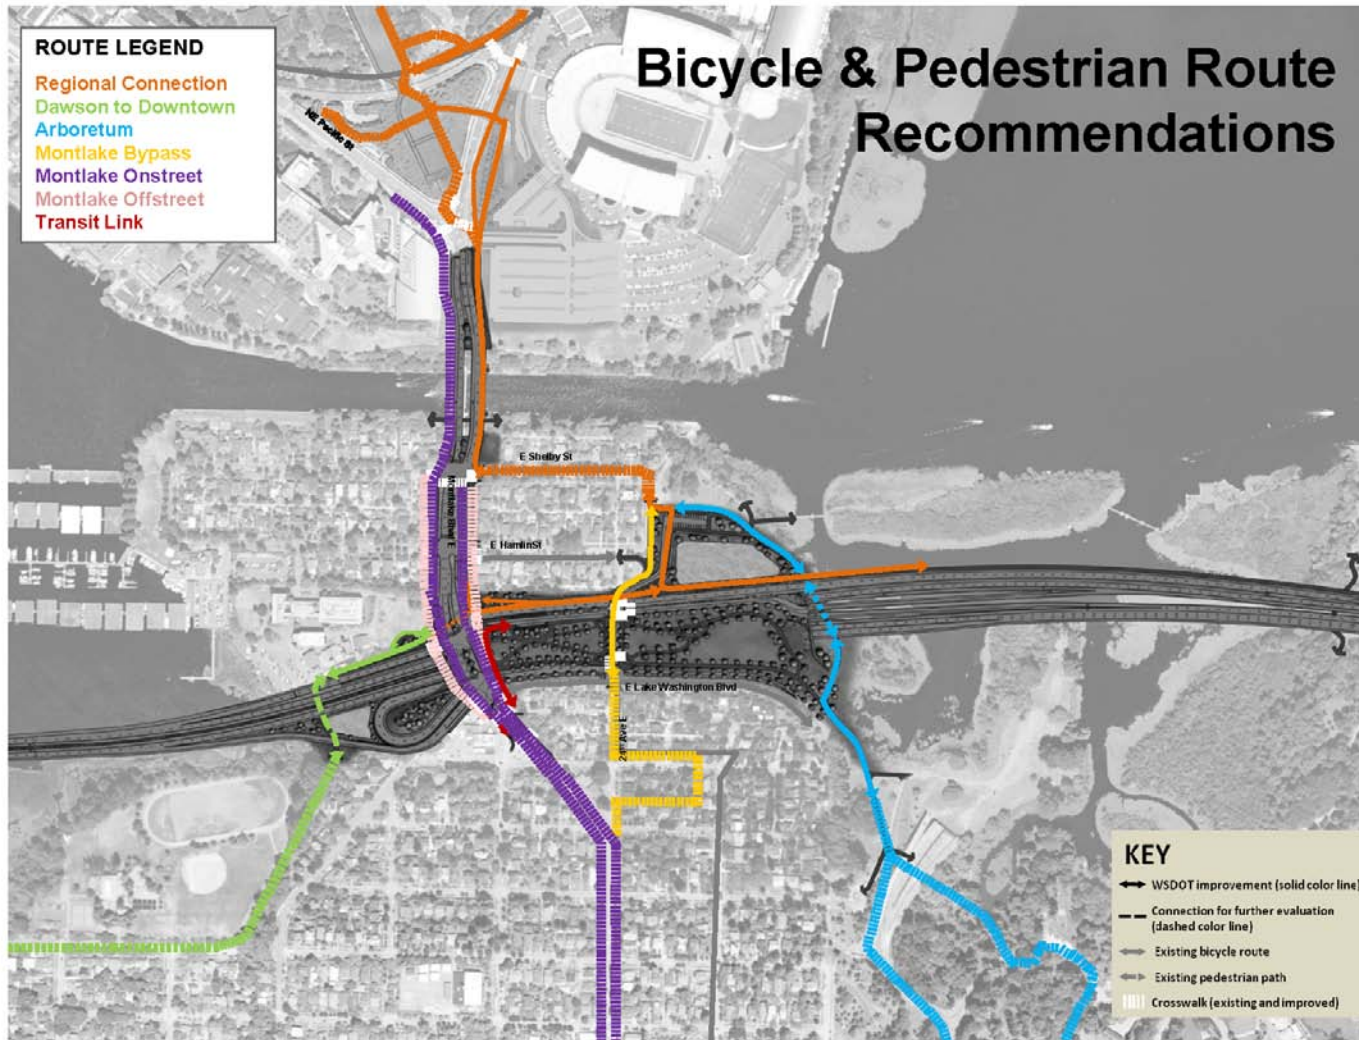 Bicycle & Pedestrian Route
Recommendations
ROUTE LEGEND
Regional Connection
Dawson to Downtown
Arboretum
Montlake Bypass
Montlake Onstreet
Montlake Offstreet
Transit Link
NE Pacific St
E Shelby St
Montlake Blvd E
E HamlinSt
E Lake Washington Blvd
24th Ave E
KEY
WSDOT improvement (solid color line)
Connection for further evaluation
(dashed color line)
Existing bicycle route
Existing pedestrian path
Crosswalk (existing and improved)